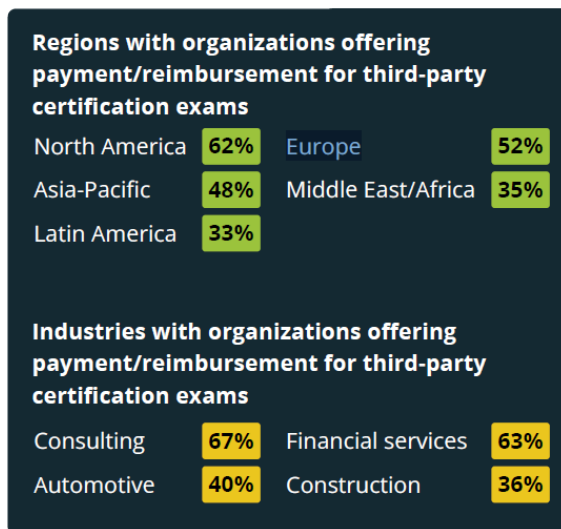 Regions with organizations offering
payment/reimbursement for third-party
certification exams
North America 62% Europe 52%
Asia-Pacific 48% Middle East/Africa 35%
Latin America 33%
Industries with organizations offering
payment/reimbursement for third-party
certification exams
Consulting 67% Financial services 63%
Automotive 40% Construction 36%